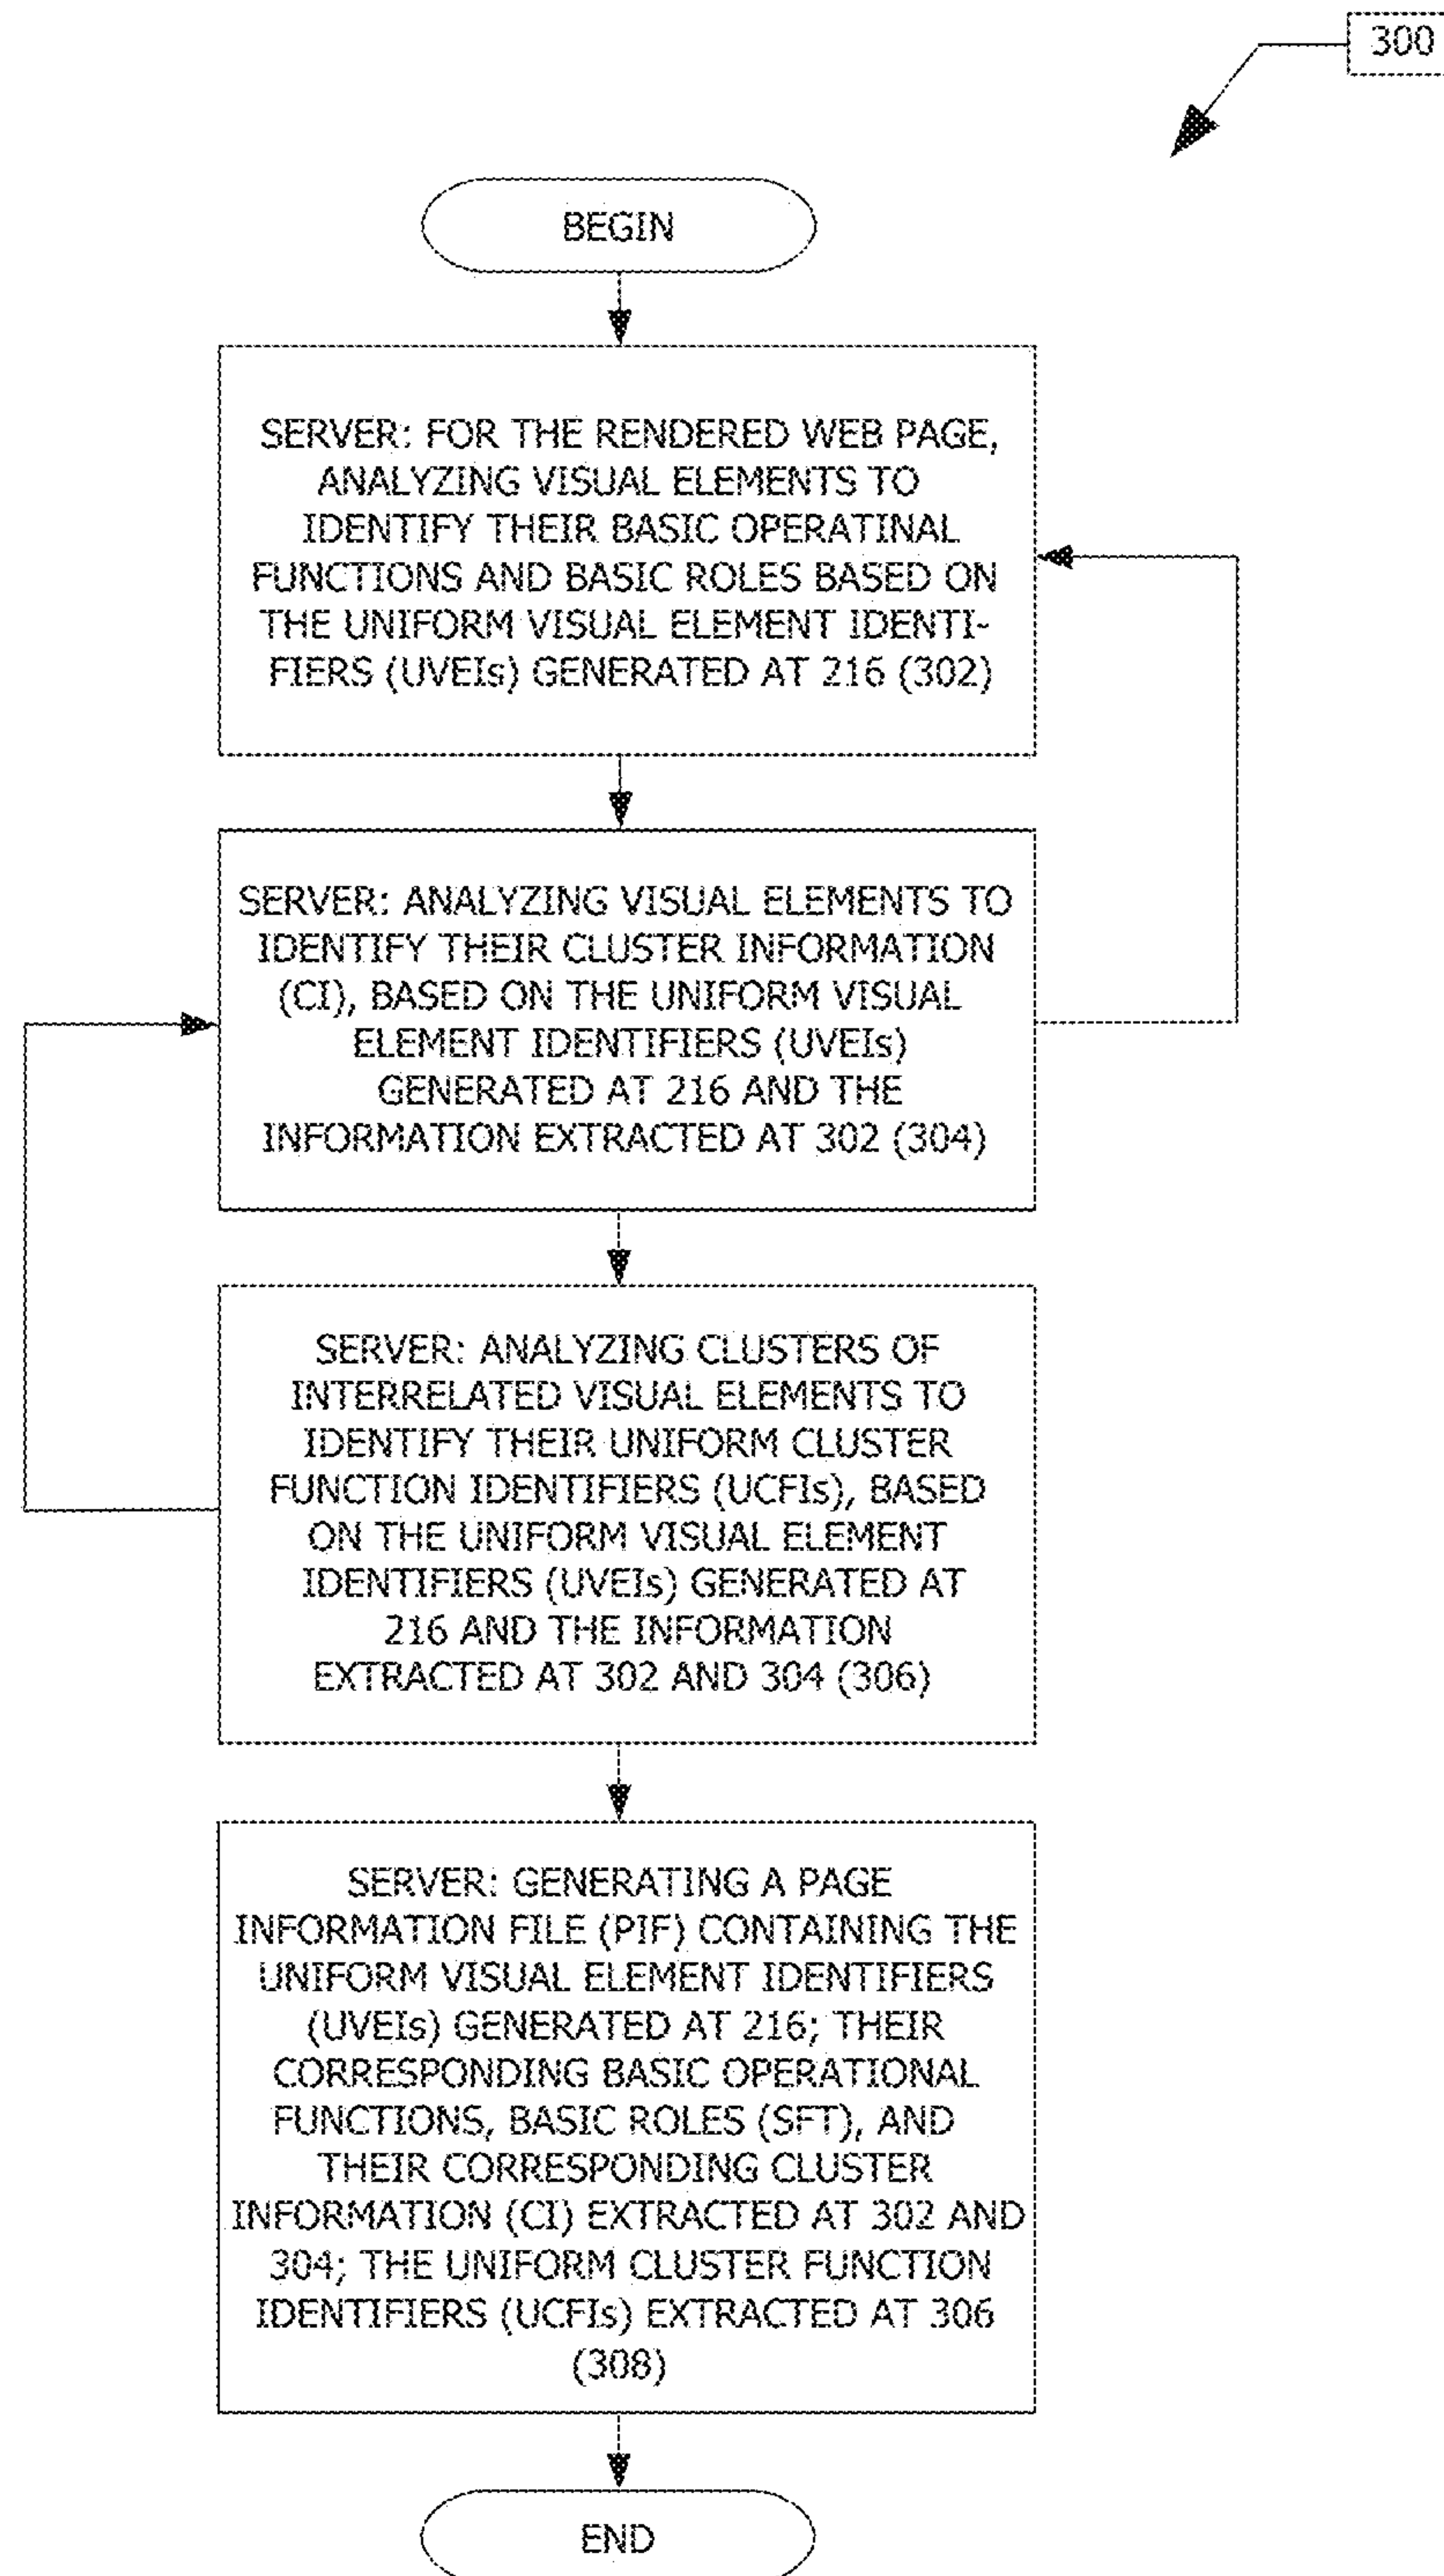 300
BEGIN
SERVER: FOR THE RENDERED WEB PAGE,
ANALYZING VISUAL ELEMENTS TO
IDENTIFY THEIR BASIC OPERATINAL
FUNCTIONS AND BASIC ROLES BASED ON
THE UNIFORM VISUAL ELEMENT IDENTI-
FIERS (UVEIs) GENERATED AT 216 (302)
SERVER: ANALYZING VISUAL ELEMENTS TO
IDENTIFY THEIR CLUSTER INFORMATION
(CI), BASED ON THE UNIFORM VISUAL
ELEMENT IDENTIFIERS (UVEIs)
GENERATED AT 216 AND THE
INFORMATION EXTRACTED AT 302 (304)
SERVER: ANALYZING CLUSTERS OF
INTERRELATED VISUAL ELEMENTS TO
IDENTIFY THEIR UNIFORM CLUSTER
FUNCTION IDENTIFIERS (UCFIs), BASED
ON THE UNIFORM VISUAL ELEMENT
IDENTIFIERS (UVEIs) GENERATED AT
216 AND THE INFORMATION
EXTRACTED AT 302 AND 304 (306)
SERVER: GENERATING A PAGE
INFORMATION FILE (PIF) CONTAINING THE
UNIFORM VISUAL ELEMENT IDENTIFIERS
(UVEIs) GENERATED AT 216; THEIR
CORRESPONDING BASIC OPERATIONAL
FUNCTIONS, BASIC ROLES (SFT), AND
THEIR CORRESPONDING CLUSTER
INFORMATION (CI) EXTRACTED AT 302 AND
304; THE UNIFORM CLUSTER FUNCTION
IDENTIFIERS (UCFIs) EXTRACTED AT 306
(308)
END